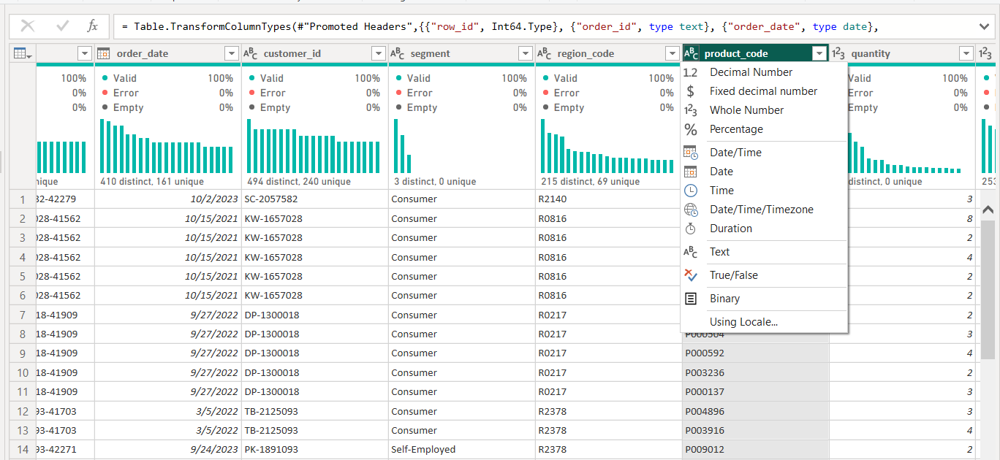 fx = Table.TransformColumnTypes(#"Promoted Headers",{{"row_id", Int64.Type}, {"order_id", type text}, {"order_date", type date},
order_date ABC customer_id ABC segment ABC region_code ABC product_code 123 quantity 123
100% Valid 100% Valid 100% Valid 100% Valid 100% Valid 100%
0% Error 0% Error 0% Error 0% Error 0% Error 0%
0% Empty 0% Empty 0% Empty 0% Empty 0% Empty 0%
nique 410 distinct, 161 unique 494 distinct, 240 unique 3 distinct, 0 unique 215 distinct, 69 unique distinct, 0 unique 253
1.2 Decimal Number
$ Fixed decimal number
123 Whole Number
% Percentage
Date/Time
Date
Time
Date/Time/Timezone
Duration
ABC Text
True/False
Binary
Using Locale...
1 32-42279 10/2/2023 SC-2057582 Consumer R2140 3
2 028-41562 10/15/2021 KW-1657028 Consumer R0816 8
3 028-41562 10/15/2021 KW-1657028 Consumer R0816 2
4 028-41562 10/15/2021 KW-1657028 Consumer R0816 4
5 028-41562 10/15/2021 KW-1657028 Consumer R0816 2
6 028-41562 10/15/2021 KW-1657028 Consumer R0816 2
7 18-41909 9/27/2022 DP-1300018 Consumer R0217 2
8 18-41909 9/27/2022 DP-1300018 Consumer R0217 P000504 3
9 18-41909 9/27/2022 DP-1300018 Consumer R0217 P000592 4
10 18-41909 9/27/2022 DP-1300018 Consumer R0217 P003236 2
11 18-41909 9/27/2022 DP-1300018 Consumer R0217 P000137 3
12 93-41703 3/5/2022 TB-2125093 Consumer R2378 P004896 3
13 93-41703 3/5/2022 TB-2125093 Consumer R2378 P003916 4
14 93-42271 9/24/2023 PK-1891093 Self-Employed R2378 P009012 2